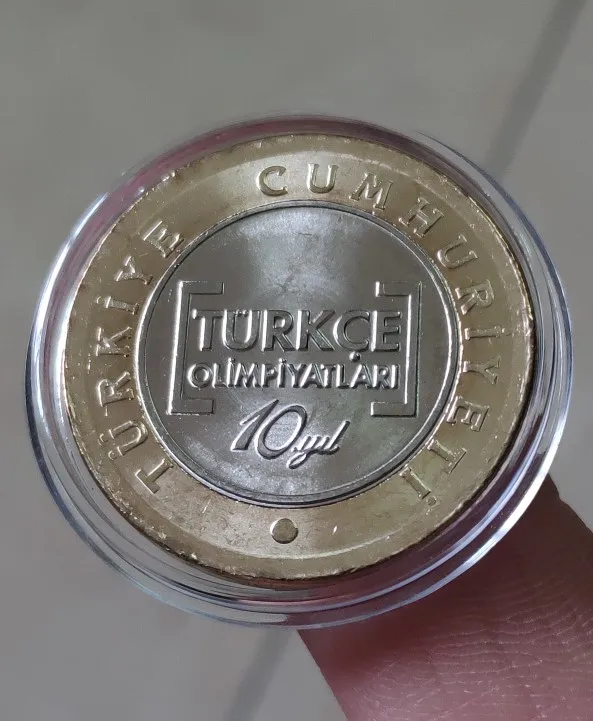 TÜRKİYE CUMHURİYETİ
TÜRKÇE
OLİMPİYATLARI
10.yıl